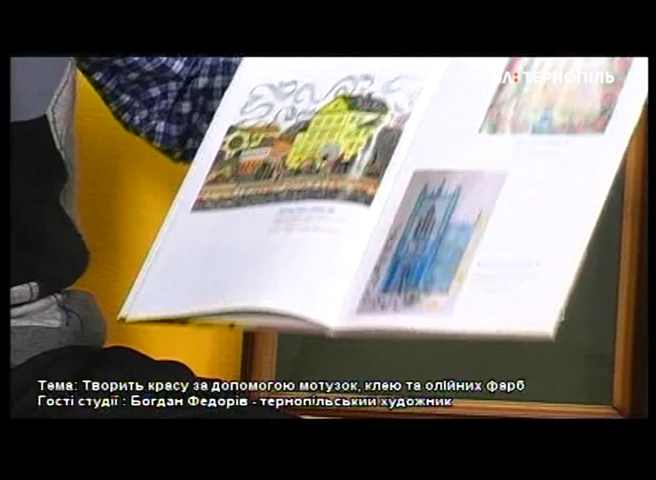 ТЕРНОПІЛЬ
Тема: Творить красу за допомогою мотузок, клею та олійних фарб
Гості студії : Богдан Федорів - тернопільський художник